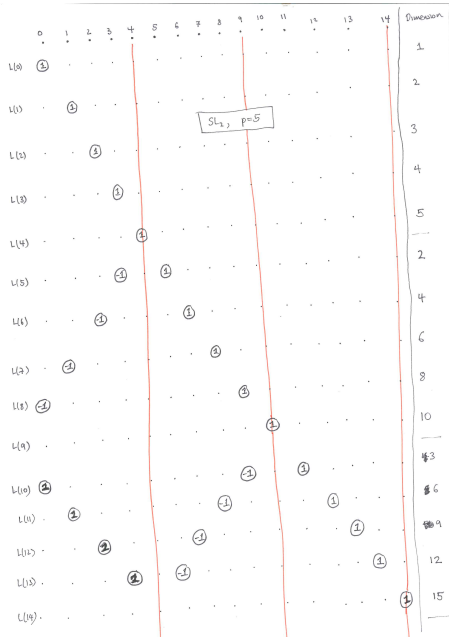 0 1 2 3 4 5 6 7 8 9 10 11 12 13 14 Dimension
L(0) 1 1
L(1) 1 2
SL₂, p=5
L(2) 1 3
L(3) 1 4
L(4) 1 5
L(5) -1 1 2
L(6) -1 1 4
L(7) -1 1 6
L(8) -1 1 8
L(9) 1 10
L(10) 1 -1 1 3
L(11) 1 -1 1 6
L(12) 1 -1 1 9
L(13) 1 -1 1 12
L(14) 1 15